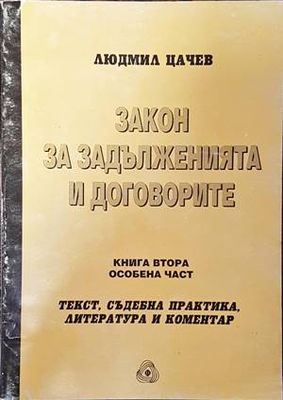 ЛЮДМИЛ ЦАЧЕВ
ЗАКОН
ЗА ЗАДЪЛЖЕНИЯТА
И ДОГОВОРИТЕ
КНИГА ВТОРА
ОСОБЕНА ЧАСТ
ТЕКСТ, СЪДЕБНА ПРАКТИКА,
ЛИТЕРАТУРА И КОМЕНТАР